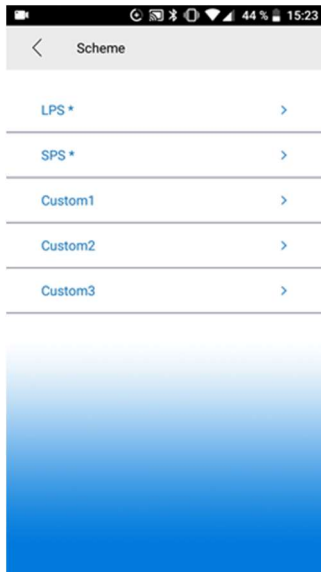 44 % 15:23
Scheme
LPS *
SPS *
Custom1
Custom2
Custom3